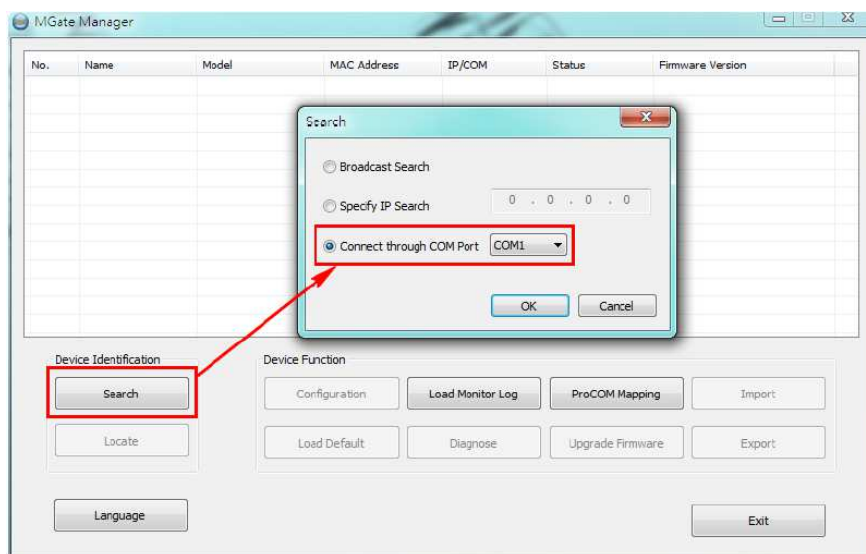 MGate Manager
No. Name Model MAC Address IP/COM Status Firmware Version
Search
Broadcast Search
Specify IP Search 0 . 0 . 0 . 0
Connect through COM Port COM1
OK Cancel
Device Identification Device Function
Search Configuration Load Monitor Log ProCOM Mapping Import
Locate Load Default Diagnose Upgrade Firmware Export
Language Exit